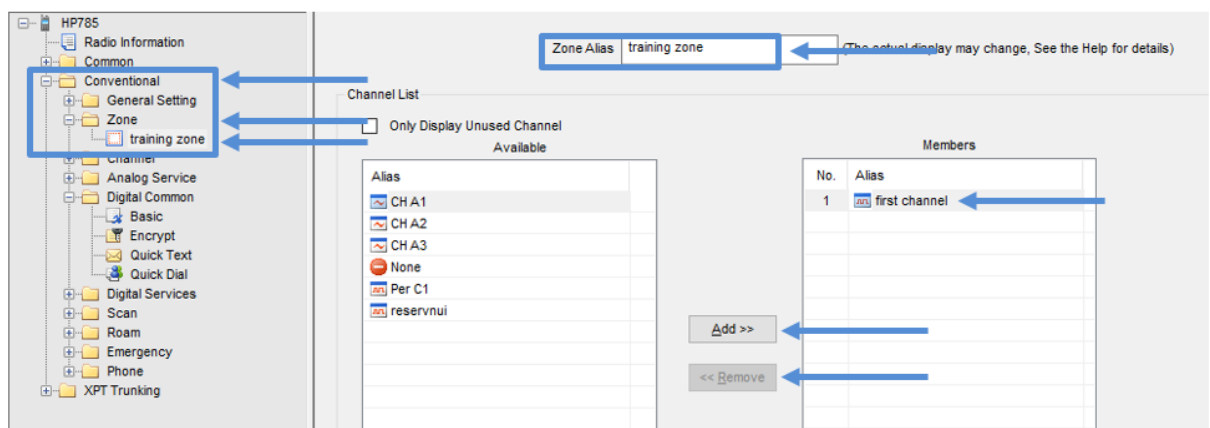 HP785
Radio Information
Common
Conventional
General Setting
Zone
training zone
Channel
Analog Service
Digital Common
Basic
Encrypt
Quick Text
Quick Dial
Digital Services
Scan
Roam
Emergency
Phone
XPT Trunking
Zone Alias training zone (The actual display may change, See the Help for details)
Channel List
Only Display Unused Channel
Available
Alias
CH A1
CH A2
CH A3
None
Per C1
reservnui
Add >>
<< Remove
Members
No. Alias
1 first channel